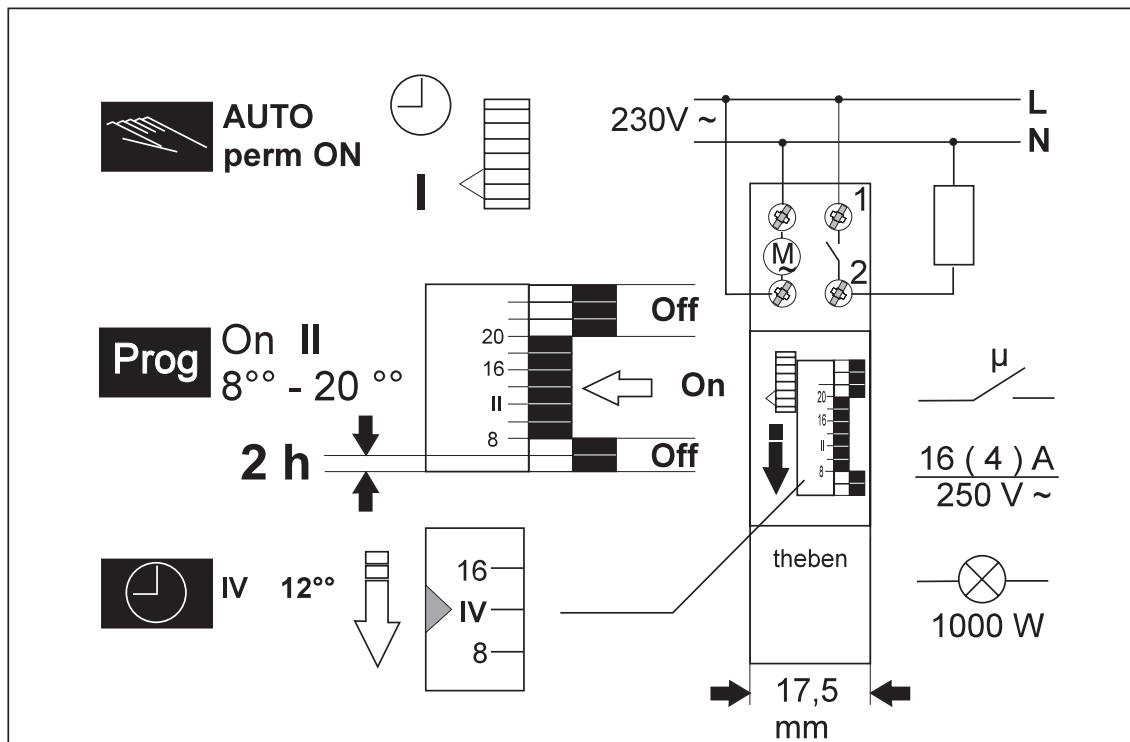 AUTO
perm ON
I
230V ~
L
N
1
M
~
2
Prog
On II
8°° - 20 °°
2 h
20
16
II
8
Off
On
Off
20
16
II
8
µ
16 ( 4 ) A
250 V ~
theben
IV 12°°
16
IV
8
1000 W
17,5
mm